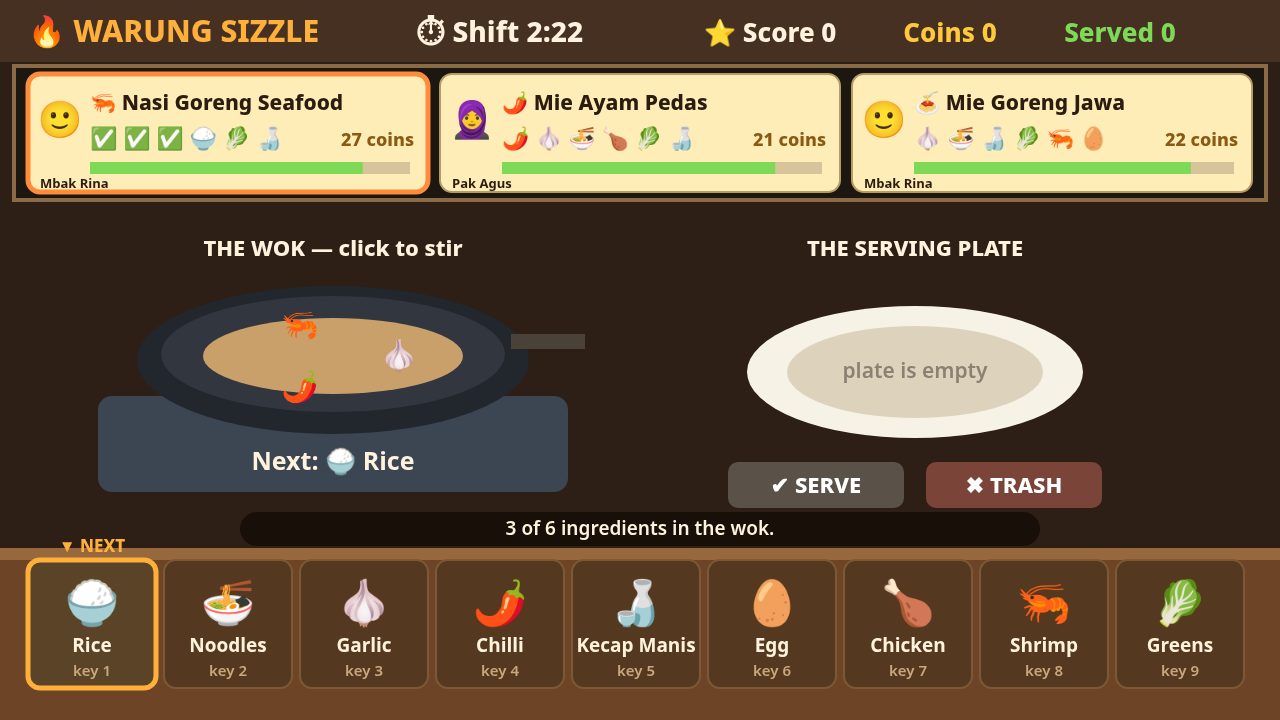 🔥 WARUNG SIZZLE
⏱ Shift 2:22
⭐ Score 0
Coins 0
Served 0
🦐 Nasi Goreng Seafood
27 coins
Mbak Rina
🌶️ Mie Ayam Pedas
21 coins
Pak Agus
🍝 Mie Goreng Jawa
22 coins
Mbak Rina
THE WOK — click to stir
THE SERVING PLATE
plate is empty
Next: 🍚 Rice
✔ SERVE
✖ TRASH
3 of 6 ingredients in the wok.
▼ NEXT
Rice
key 1
Noodles
key 2
Garlic
key 3
Chilli
key 4
Kecap Manis
key 5
Egg
key 6
Chicken
key 7
Shrimp
key 8
Greens
key 9